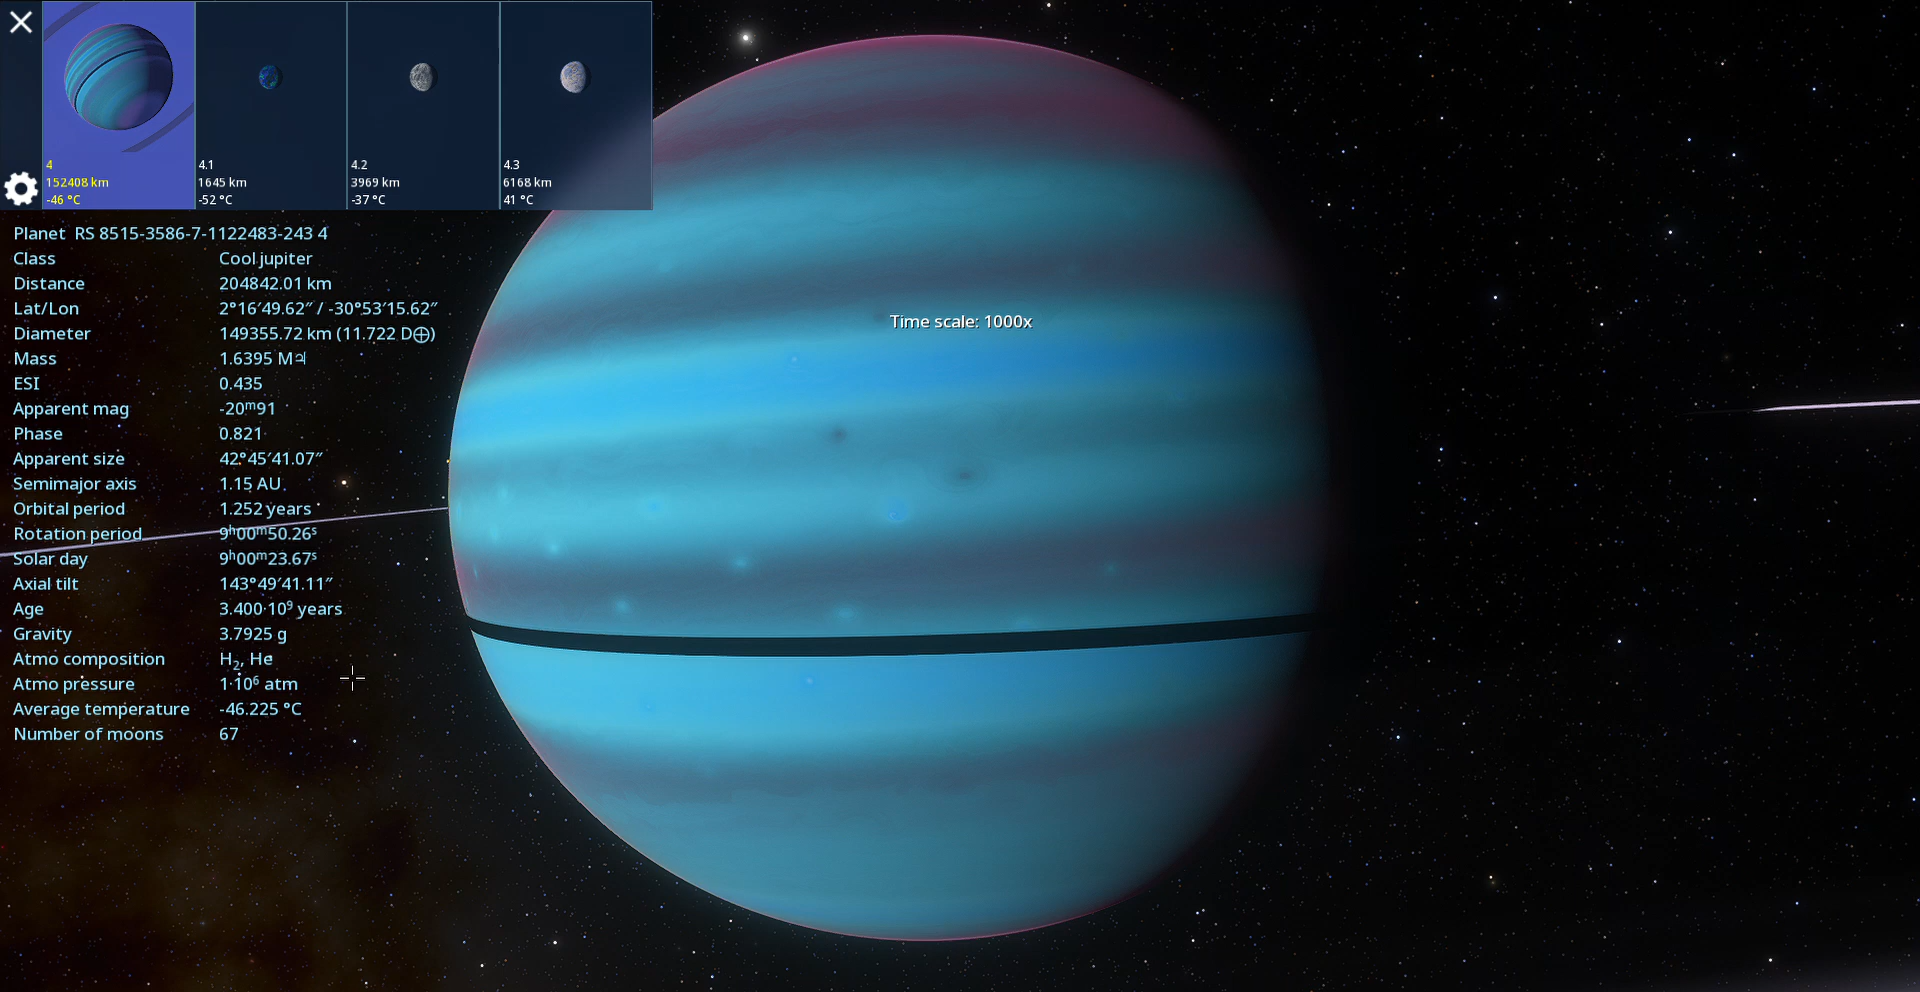 4
152408 km
-46 °C
4.1
1645 km
-52 °C
4.2
3969 km
-37 °C
4.3
6168 km
41 °C
Planet RS 8515-3586-7-1122483-243 4
Class Cool jupiter
Distance 204842.01 km
Lat/Lon 2°16′49.62″ / -30°53′15.62″
Diameter 149355.72 km (11.722 D⊕)
Mass 1.6395 M♃
ESI 0.435
Apparent mag -20ᵐ91
Phase 0.821
Apparent size 42°45′41.07″
Semimajor axis 1.15 AU
Orbital period 1.252 years
Rotation period 9ʰ00ᵐ50.26ˢ
Solar day 9ʰ00ᵐ23.67ˢ
Axial tilt 143°49′41.11″
Age 3.400·10⁹ years
Gravity 3.7925 g
Atmo composition H₂, He
Atmo pressure 1·10⁶ atm
Average temperature -46.225 °C
Number of moons 67
Time scale: 1000x